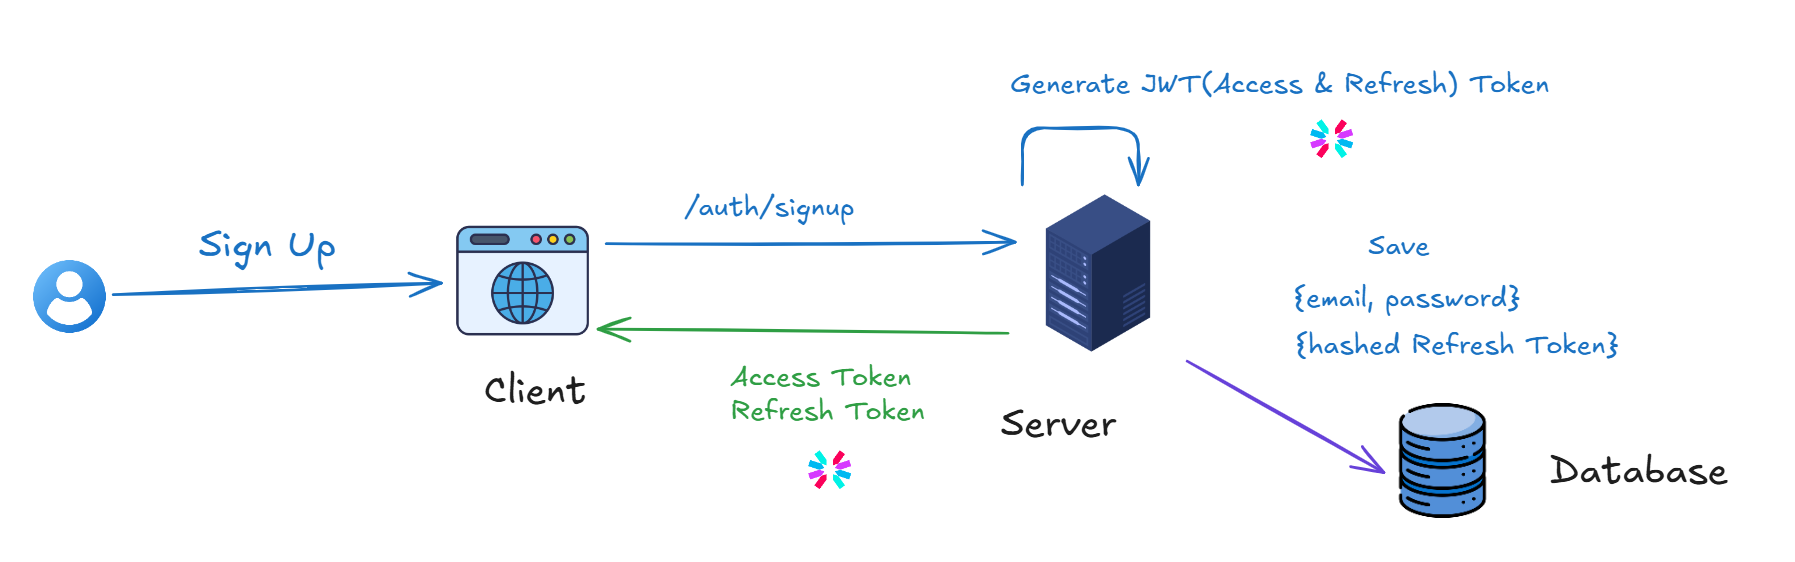 Generate JWT(Access & Refresh) Token
/auth/signup
Sign Up
Save
{email, password}
{hashed Refresh Token}
Access Token
Refresh Token
Client
Server
Database